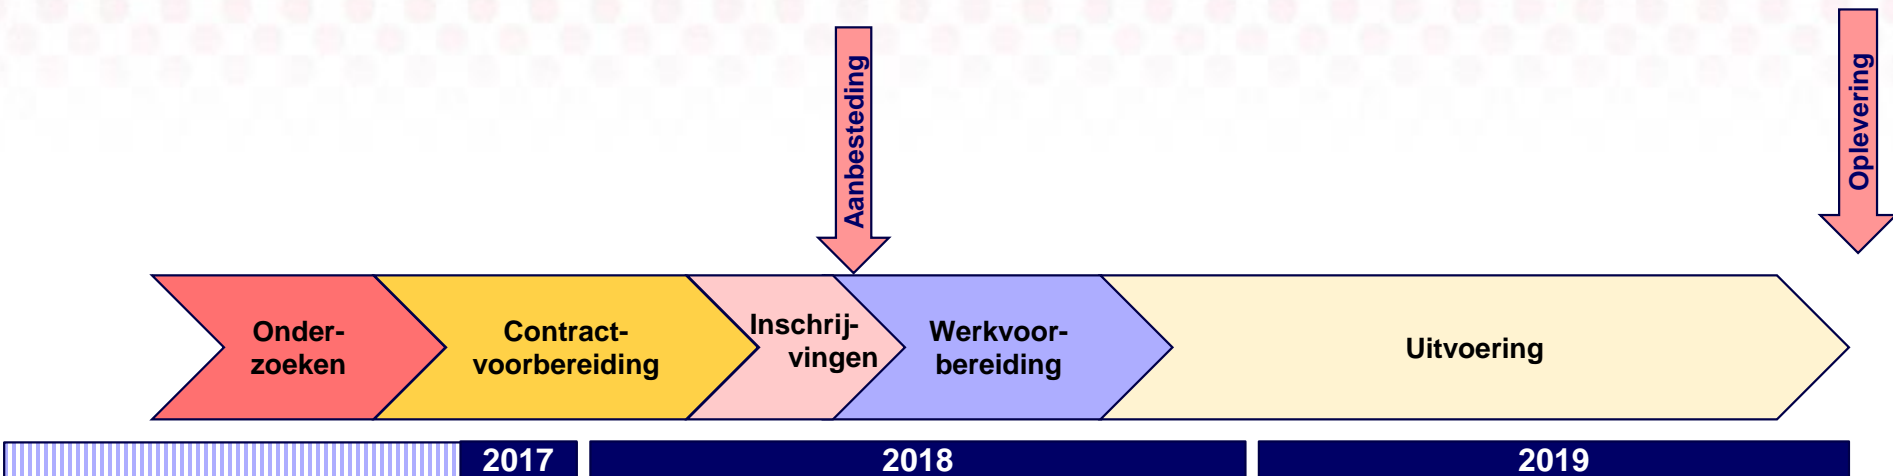 Aanbesteding
Oplevering
Onder-
zoeken
Contract-
voorbereiding
Inschrij-
vingen
Werkvoor-
bereiding
Uitvoering
2017
2018
2019